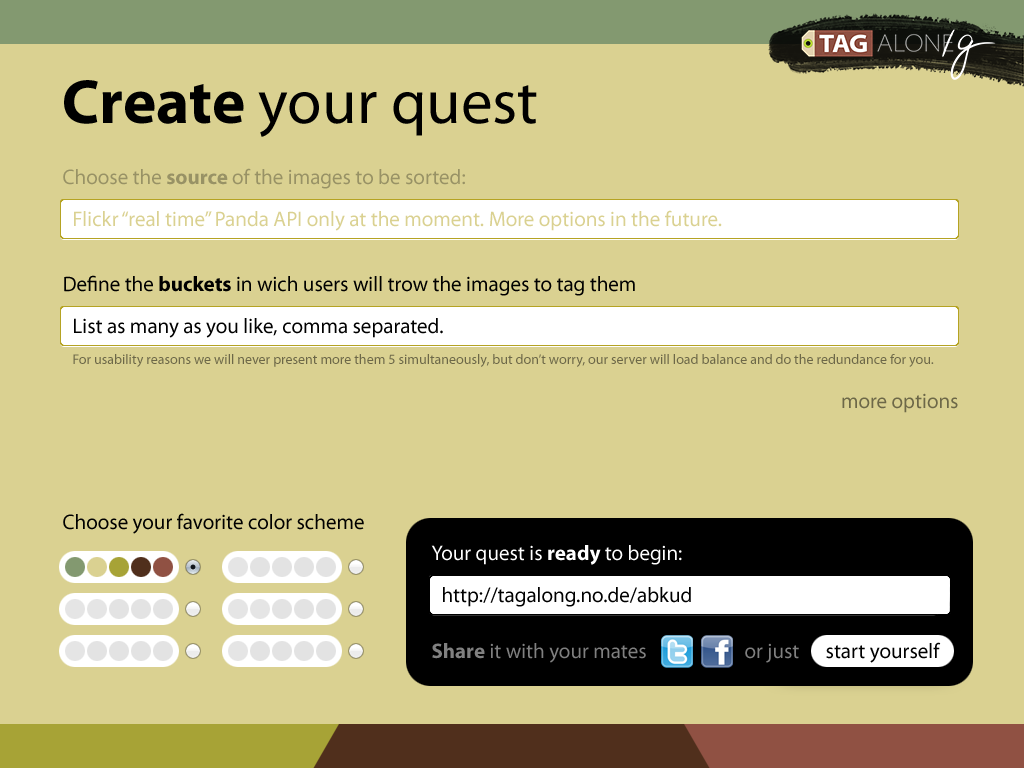 TAG ALONE/g
Create your quest
Choose the source of the images to be sorted:
Flickr “real time” Panda API only at the moment. More options in the future.
Define the buckets in wich users will trow the images to tag them
List as many as you like, comma separated.
For usability reasons we will never present more them 5 simultaneously, but don’t worry, our server will load balance and do the redundance for you.
more options
Choose your favorite color scheme
Your quest is ready to begin:
http://tagalong.no.de/abkud
Share it with your mates t f or just start yourself